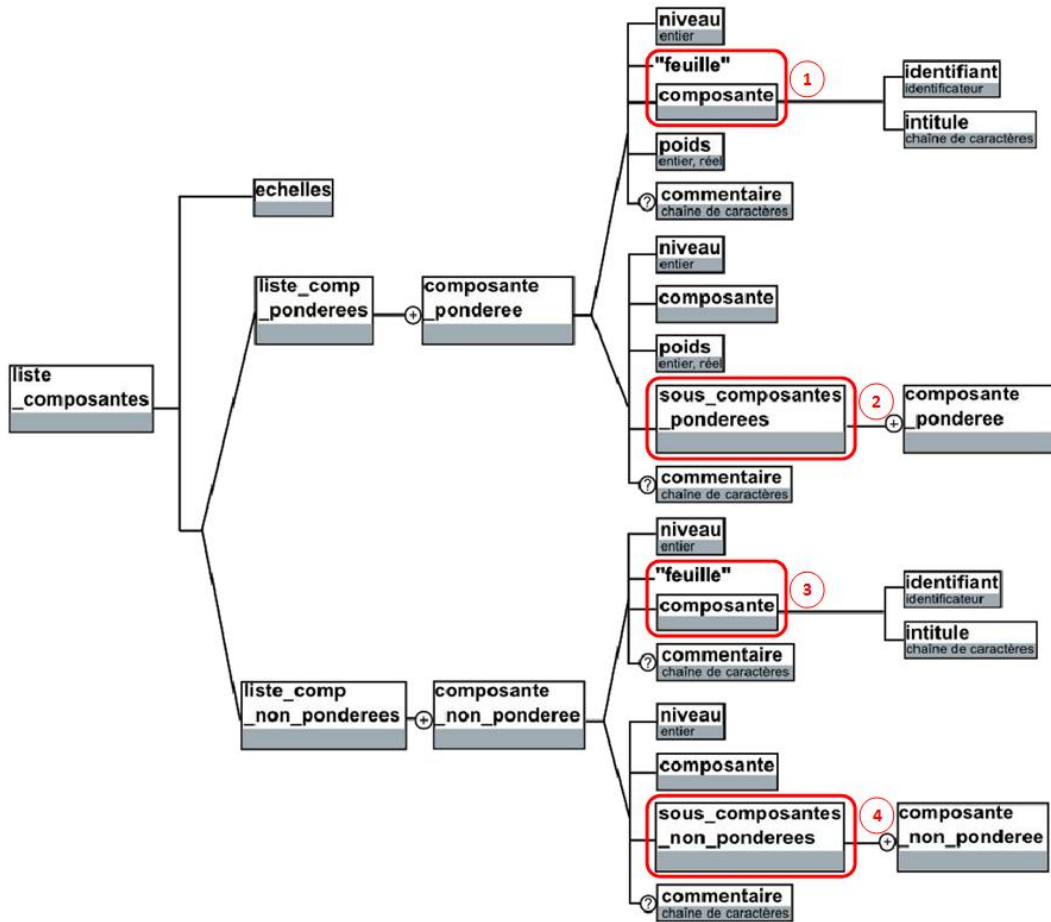 niveau
entier
"feuille"
composante
1
identifiant
identificateur
intitule
chaîne de caractères
poids
entier, réel
?
commentaire
chaîne de caractères
echelles
niveau
entier
liste_comp
_ponderees
+
composante
_ponderee
composante
poids
entier, réel
liste
_composantes
sous_composantes
_ponderees
2
+
composante
_ponderee
?
commentaire
chaîne de caractères
niveau
entier
"feuille"
composante
3
identifiant
identificateur
intitule
chaîne de caractères
?
commentaire
chaîne de caractères
liste_comp
_non_ponderees
+
composante
_non_ponderee
niveau
entier
composante
sous_composantes
_non_ponderees
4
+
composante
_non_ponderee
?
commentaire
chaîne de caractères